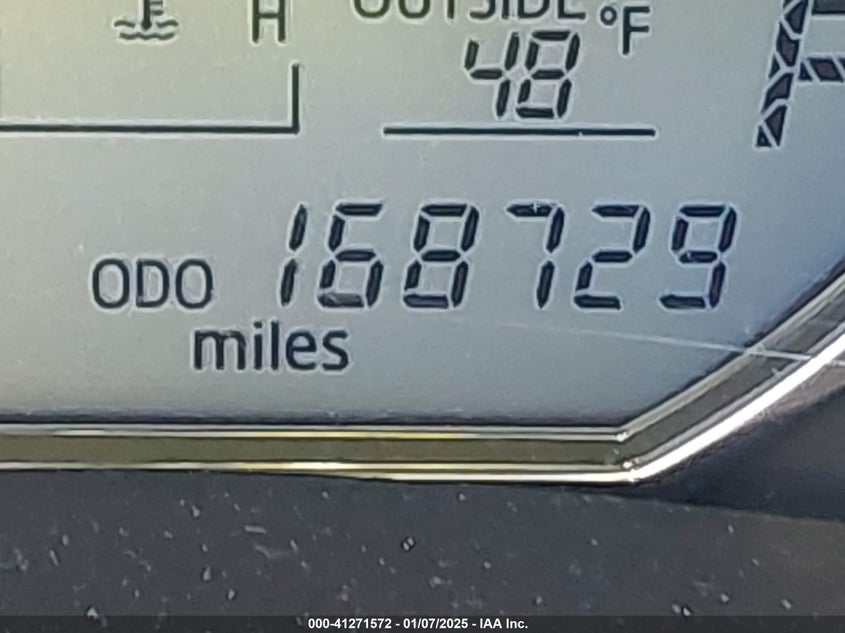 H
OUTSIDE °F
48
ODO 168729
miles
000-41271572 - 01/07/2025 - IAA Inc.